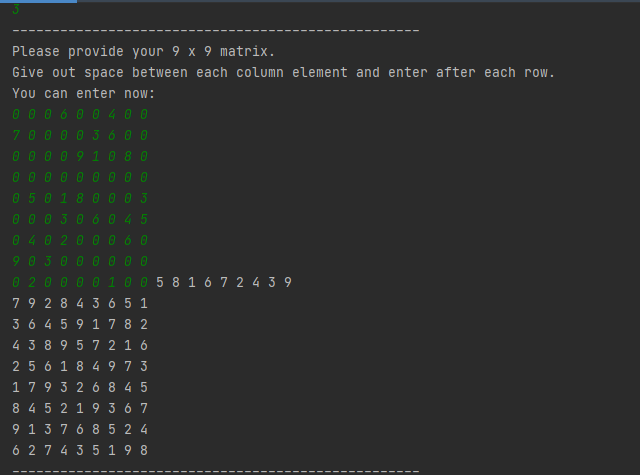 3
---------------------------------------------------
Please provide your 9 x 9 matrix.
Give out space between each column element and enter after each row.
You can enter now:
0 0 0 6 0 0 4 0 0
7 0 0 0 0 3 6 0 0
0 0 0 0 9 1 0 8 0
0 0 0 0 0 0 0 0 0
0 5 0 1 8 0 0 0 3
0 0 0 3 0 6 0 4 5
0 4 0 2 0 0 0 6 0
9 0 3 0 0 0 0 0 0
0 2 0 0 0 0 1 0 0 5 8 1 6 7 2 4 3 9
7 9 2 8 4 3 6 5 1
3 6 4 5 9 1 7 8 2
4 3 8 9 5 7 2 1 6
2 5 6 1 8 4 9 7 3
1 7 9 3 2 6 8 4 5
8 4 5 2 1 9 3 6 7
9 1 3 7 6 8 5 2 4
6 2 7 4 3 5 1 9 8
---------------------------------------------------